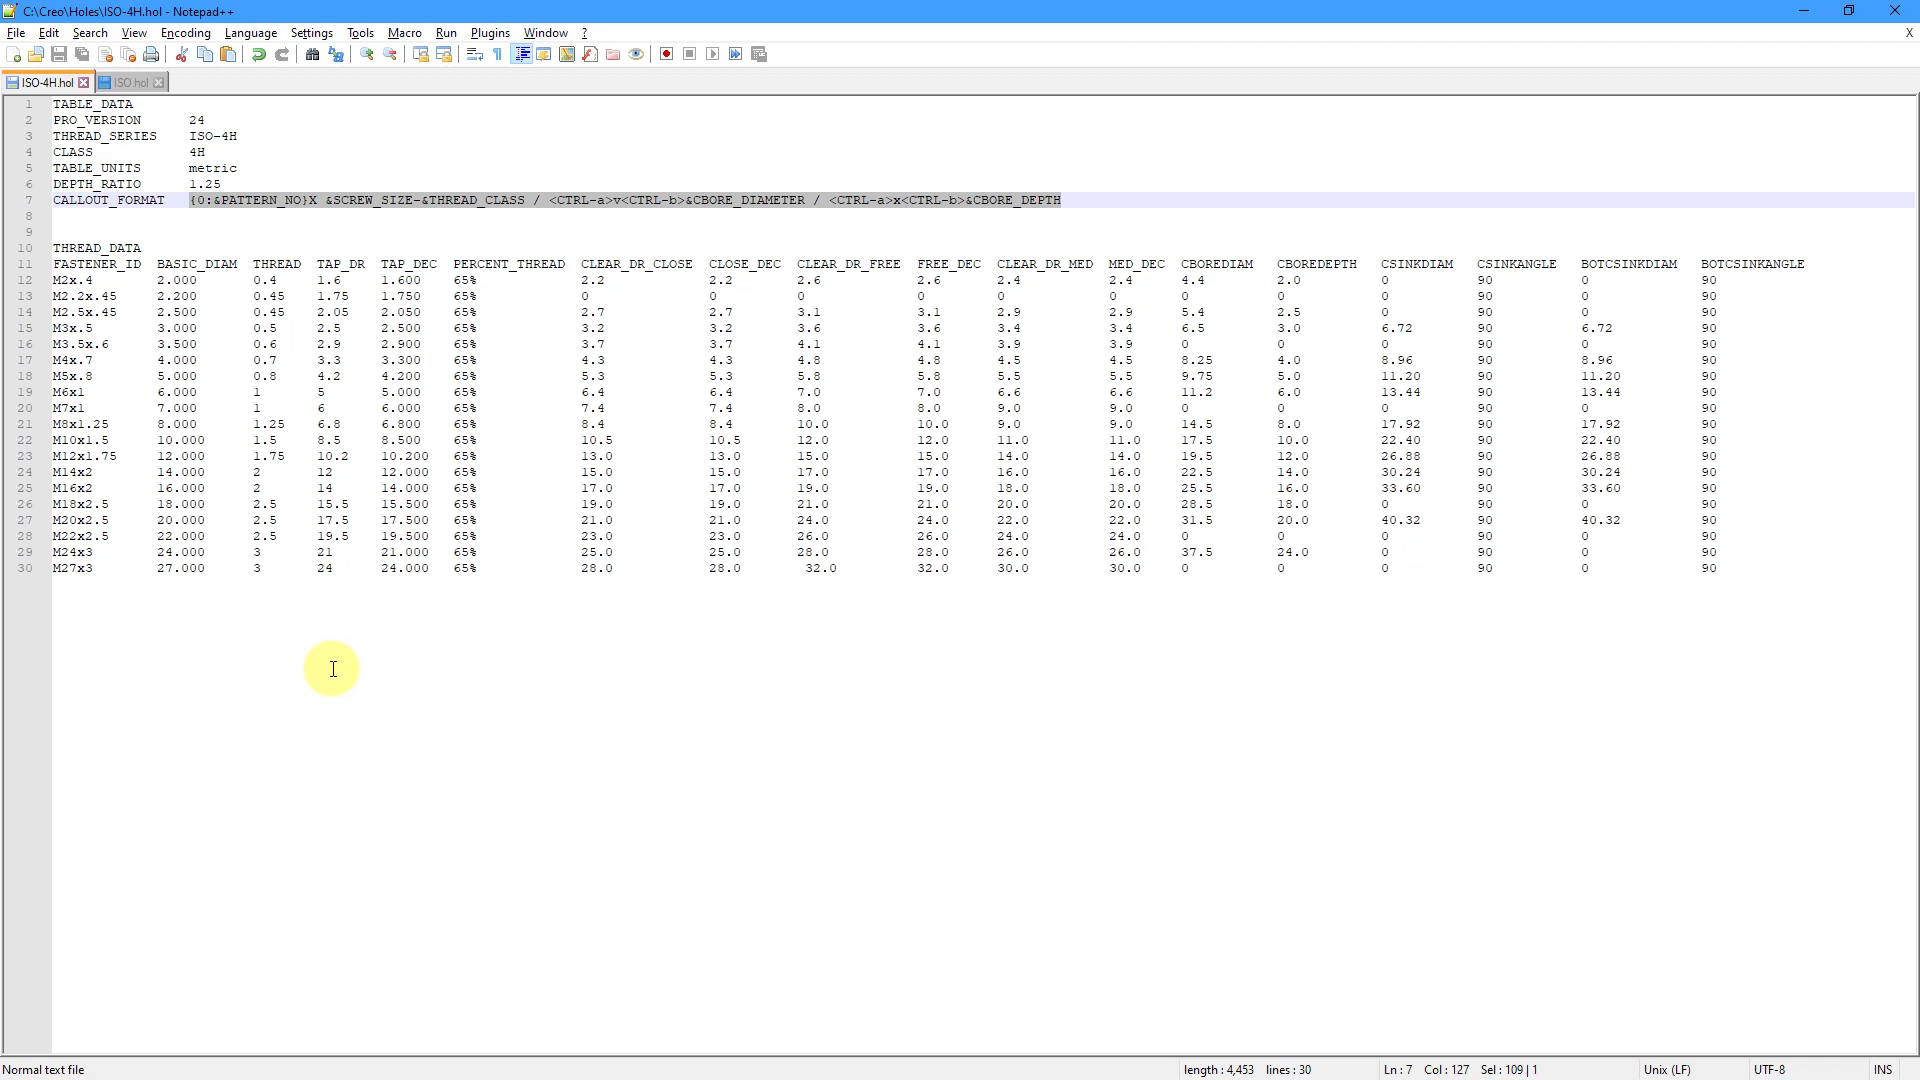 C:\Creo\Holes\ISO-4H.hol - Notepad++
File Edit Search View Encoding Language Settings Tools Macro Run Plugins Window ? X
ISO-4H.hol ISO.hol
1 TABLE_DATA
2 PRO_VERSION 24
3 THREAD_SERIES ISO-4H
4 CLASS 4H
5 TABLE_UNITS metric
6 DEPTH_RATIO 1.25
7 CALLOUT_FORMAT {0:&PATTERN_NO}X &SCREW_SIZE-&THREAD_CLASS / <CTRL-a>v<CTRL-b>&CBORE_DIAMETER / <CTRL-a>x<CTRL-b>&CBORE_DEPTH
8
9
10 THREAD_DATA
11 FASTENER_ID BASIC_DIAM THREAD TAP_DR TAP_DEC PERCENT_THREAD CLEAR_DR_CLOSE CLOSE_DEC CLEAR_DR_FREE FREE_DEC CLEAR_DR_MED MED_DEC CBOREDIAM CBOREDEPTH CSINKDIAM CSINKANGLE BOTCSINKDIAM BOTCSINKANGLE
12 M2x.4 2.000 0.4 1.6 1.600 65% 2.2 2.2 2.6 2.6 2.4 2.4 4.4 2.0 0 90 0 90
13 M2.2x.45 2.200 0.45 1.75 1.750 65% 0 0 0 0 0 0 0 0 0 90 0 90
14 M2.5x.45 2.500 0.45 2.05 2.050 65% 2.7 2.7 3.1 3.1 2.9 2.9 5.4 2.5 0 90 0 90
15 M3x.5 3.000 0.5 2.5 2.500 65% 3.2 3.2 3.6 3.6 3.4 3.4 6.5 3.0 6.72 90 6.72 90
16 M3.5x.6 3.500 0.6 2.9 2.900 65% 3.7 3.7 4.1 4.1 3.9 3.9 0 0 0 90 0 90
17 M4x.7 4.000 0.7 3.3 3.300 65% 4.3 4.3 4.8 4.8 4.5 4.5 8.25 4.0 8.96 90 8.96 90
18 M5x.8 5.000 0.8 4.2 4.200 65% 5.3 5.3 5.8 5.8 5.5 5.5 9.75 5.0 11.20 90 11.20 90
19 M6x1 6.000 1 5 5.000 65% 6.4 6.4 7.0 7.0 6.6 6.6 11.2 6.0 13.44 90 13.44 90
20 M7x1 7.000 1 6 6.000 65% 7.4 7.4 8.0 8.0 9.0 9.0 0 0 0 90 0 90
21 M8x1.25 8.000 1.25 6.8 6.800 65% 8.4 8.4 10.0 10.0 9.0 9.0 14.5 8.0 17.92 90 17.92 90
22 M10x1.5 10.000 1.5 8.5 8.500 65% 10.5 10.5 12.0 12.0 11.0 11.0 17.5 10.0 22.40 90 22.40 90
23 M12x1.75 12.000 1.75 10.2 10.200 65% 13.0 13.0 15.0 15.0 14.0 14.0 19.5 12.0 26.88 90 26.88 90
24 M14x2 14.000 2 12 12.000 65% 15.0 15.0 17.0 17.0 16.0 16.0 22.5 14.0 30.24 90 30.24 90
25 M16x2 16.000 2 14 14.000 65% 17.0 17.0 19.0 19.0 18.0 18.0 25.5 16.0 33.60 90 33.60 90
26 M18x2.5 18.000 2.5 15.5 15.500 65% 19.0 19.0 21.0 21.0 20.0 20.0 28.5 18.0 0 90 0 90
27 M20x2.5 20.000 2.5 17.5 17.500 65% 21.0 21.0 24.0 24.0 22.0 22.0 31.5 20.0 40.32 90 40.32 90
28 M22x2.5 22.000 2.5 19.5 19.500 65% 23.0 23.0 26.0 26.0 24.0 24.0 0 0 0 90 0 90
29 M24x3 24.000 3 21 21.000 65% 25.0 25.0 28.0 28.0 26.0 26.0 37.5 24.0 0 90 0 90
30 M27x3 27.000 3 24 24.000 65% 28.0 28.0 32.0 32.0 30.0 30.0 0 0 0 90 0 90
Normal text file length : 4,453 lines : 30 Ln : 7 Col : 127 Sel : 109 | 1 Unix (LF) UTF-8 INS